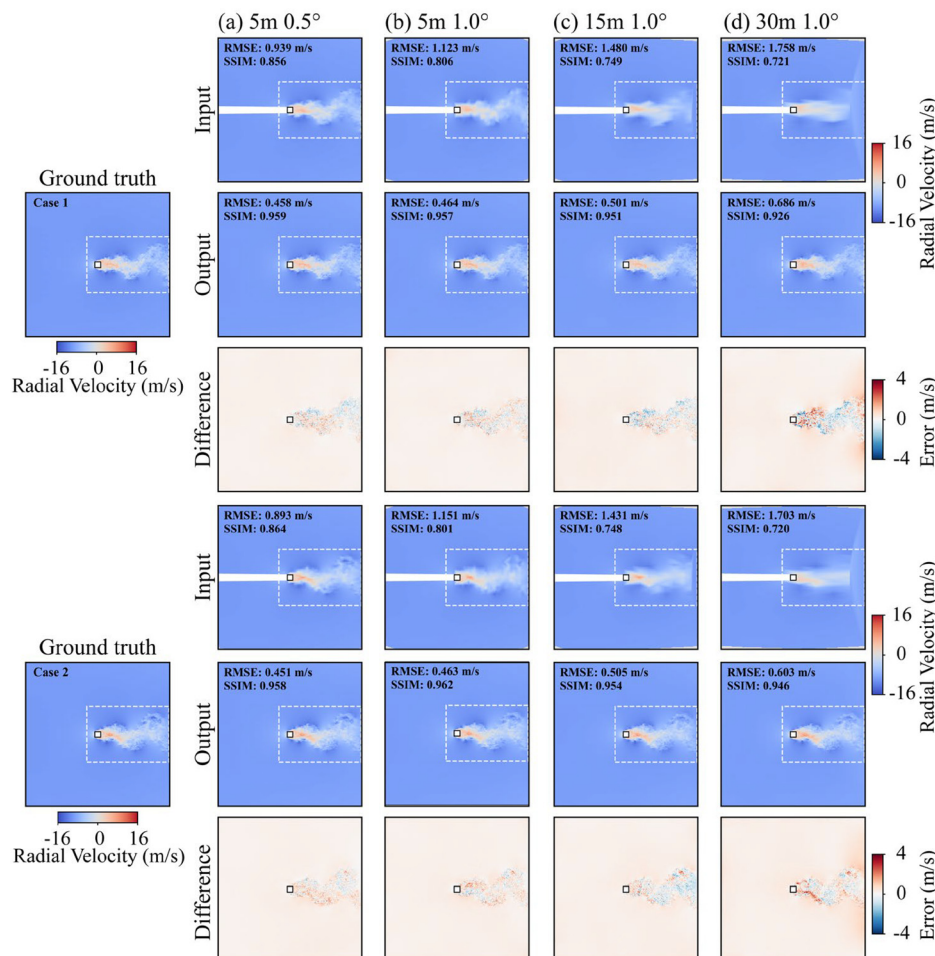 (a) 5m 0.5°
(b) 5m 1.0°
(c) 15m 1.0°
(d) 30m 1.0°
Input
RMSE: 0.939 m/s
SSIM: 0.856
RMSE: 1.123 m/s
SSIM: 0.806
RMSE: 1.480 m/s
SSIM: 0.749
RMSE: 1.758 m/s
SSIM: 0.721
Ground truth
Case 1
-16 0 16
Radial Velocity (m/s)
Output
RMSE: 0.458 m/s
SSIM: 0.959
RMSE: 0.464 m/s
SSIM: 0.957
RMSE: 0.501 m/s
SSIM: 0.951
RMSE: 0.686 m/s
SSIM: 0.926
16
0
-16
Radial Velocity (m/s)
Difference
4
0
-4
Error (m/s)
Input
RMSE: 0.893 m/s
SSIM: 0.864
RMSE: 1.151 m/s
SSIM: 0.801
RMSE: 1.431 m/s
SSIM: 0.748
RMSE: 1.703 m/s
SSIM: 0.720
Ground truth
Case 2
-16 0 16
Radial Velocity (m/s)
Output
RMSE: 0.451 m/s
SSIM: 0.958
RMSE: 0.463 m/s
SSIM: 0.962
RMSE: 0.505 m/s
SSIM: 0.954
RMSE: 0.603 m/s
SSIM: 0.946
16
0
-16
Radial Velocity (m/s)
Difference
4
0
-4
Error (m/s)